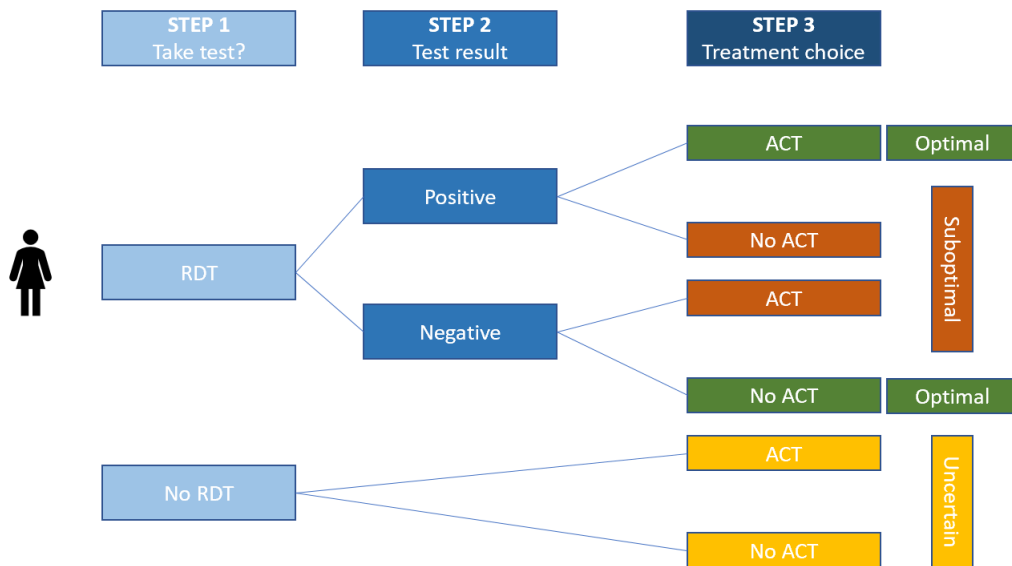 STEP 1
Take test?
STEP 2
Test result
STEP 3
Treatment choice
ACT
Optimal
Positive
Suboptimal
No ACT
RDT
ACT
Negative
No ACT
Optimal
ACT
Uncertain
No RDT
No ACT